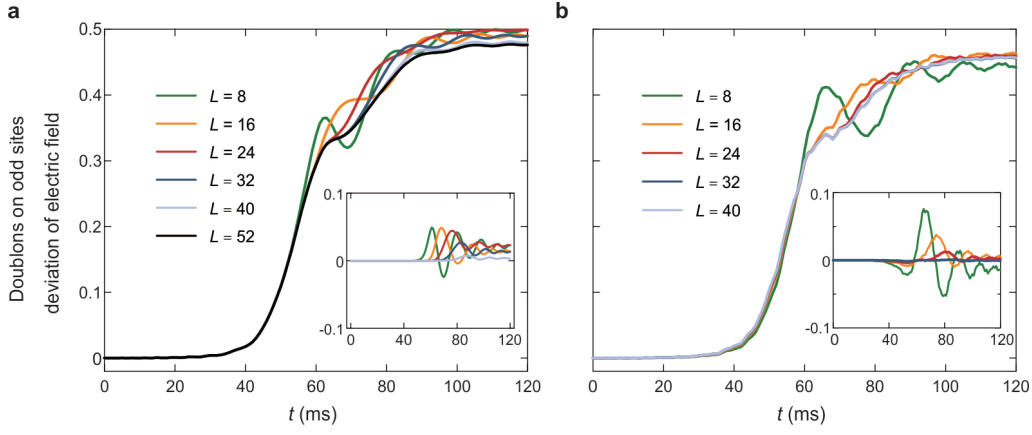 a
b
Doublons on odd sites
deviation of electric field
0.5
0.4
0.3
0.2
0.1
0
L = 8
L = 16
L = 24
L = 32
L = 40
L = 52
0.1
0
-0.1
0 40 80 120
0 20 40 60 80 100 120
t (ms)
L = 8
L = 16
L = 24
L = 32
L = 40
0.1
0
-0.1
0 40 80 120
0 20 40 60 80 100 120
t (ms)